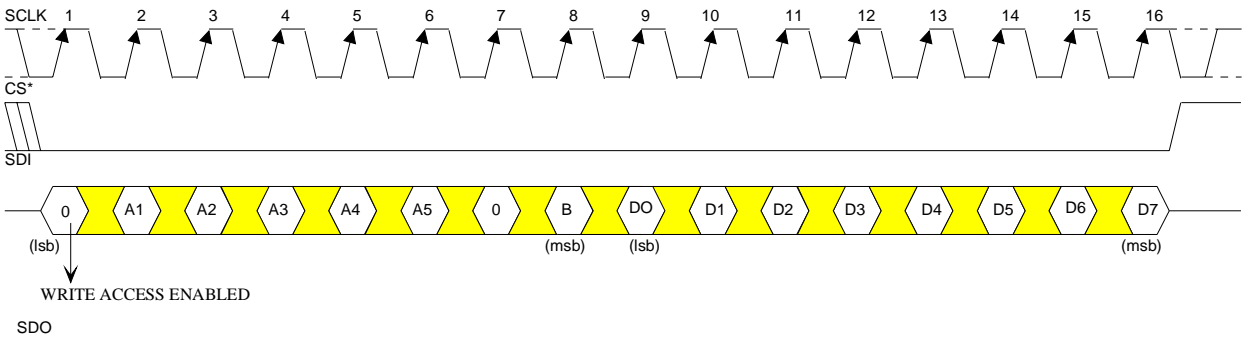 SCLK 1 2 3 4 5 6 7 8 9 10 11 12 13 14 15 16
CS*
SDI
0 A1 A2 A3 A4 A5 0 B DO D1 D2 D3 D4 D5 D6 D7
(lsb) (msb) (lsb) (msb)
WRITE ACCESS ENABLED
SDO